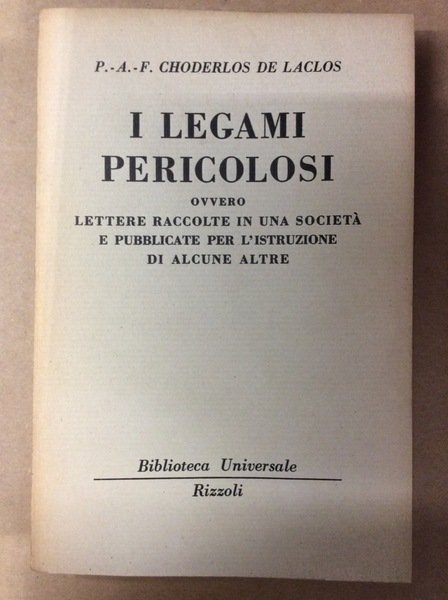 P.-A.-F. CHODERLOS DE LACLOS
I LEGAMI
PERICOLOSI
OVVERO
LETTERE RACCOLTE IN UNA SOCIETÀ
E PUBBLICATE PER L'ISTRUZIONE
DI ALCUNE ALTRE
Biblioteca Universale
Rizzoli